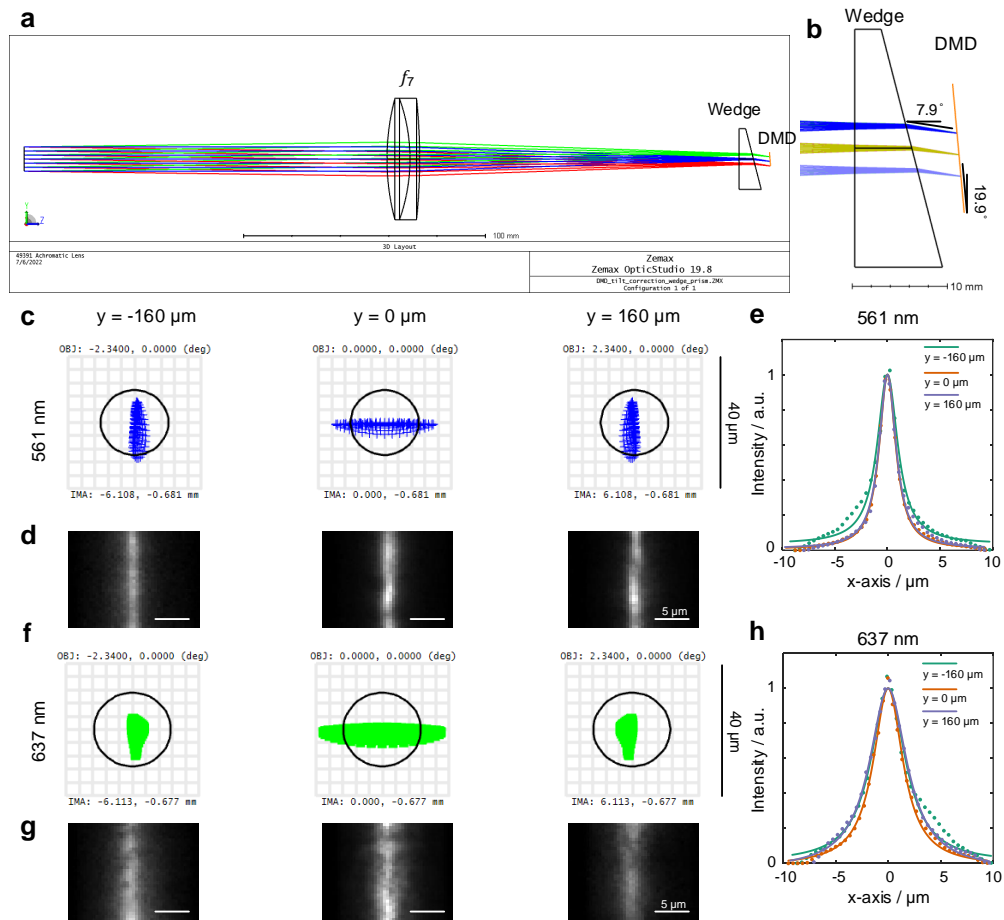 a
f7
Wedge
DMD
Y
Z
100 mm
3D Layout
49391 Achromatic Lens
7/6/2022
Zemax
Zemax OpticStudio 19.8
DMD_tilt_correction_wedge_prism.ZMX
Configuration 1 of 1
b
Wedge
DMD
7.9°
19.9°
10 mm
c
y = -160 µm
y = 0 µm
y = 160 µm
561 nm
OBJ: -2.3400, 0.0000 (deg)
OBJ: 0.0000, 0.0000 (deg)
OBJ: 2.3400, 0.0000 (deg)
40 µm
IMA: -6.108, -0.681 mm
IMA: 0.000, -0.681 mm
IMA: 6.108, -0.681 mm
d
5 µm
e
561 nm
y = -160 µm
y = 0 µm
y = 160 µm
Intensity / a.u.
1
0
-10
-5
0
5
10
x-axis / µm
f
637 nm
OBJ: -2.3400, 0.0000 (deg)
OBJ: 0.0000, 0.0000 (deg)
OBJ: 2.3400, 0.0000 (deg)
40 µm
IMA: -6.113, -0.677 mm
IMA: 0.000, -0.677 mm
IMA: 6.113, -0.677 mm
g
5 µm
h
637 nm
y = -160 µm
y = 0 µm
y = 160 µm
Intensity / a.u.
1
0
-10
-5
0
5
10
x-axis / µm